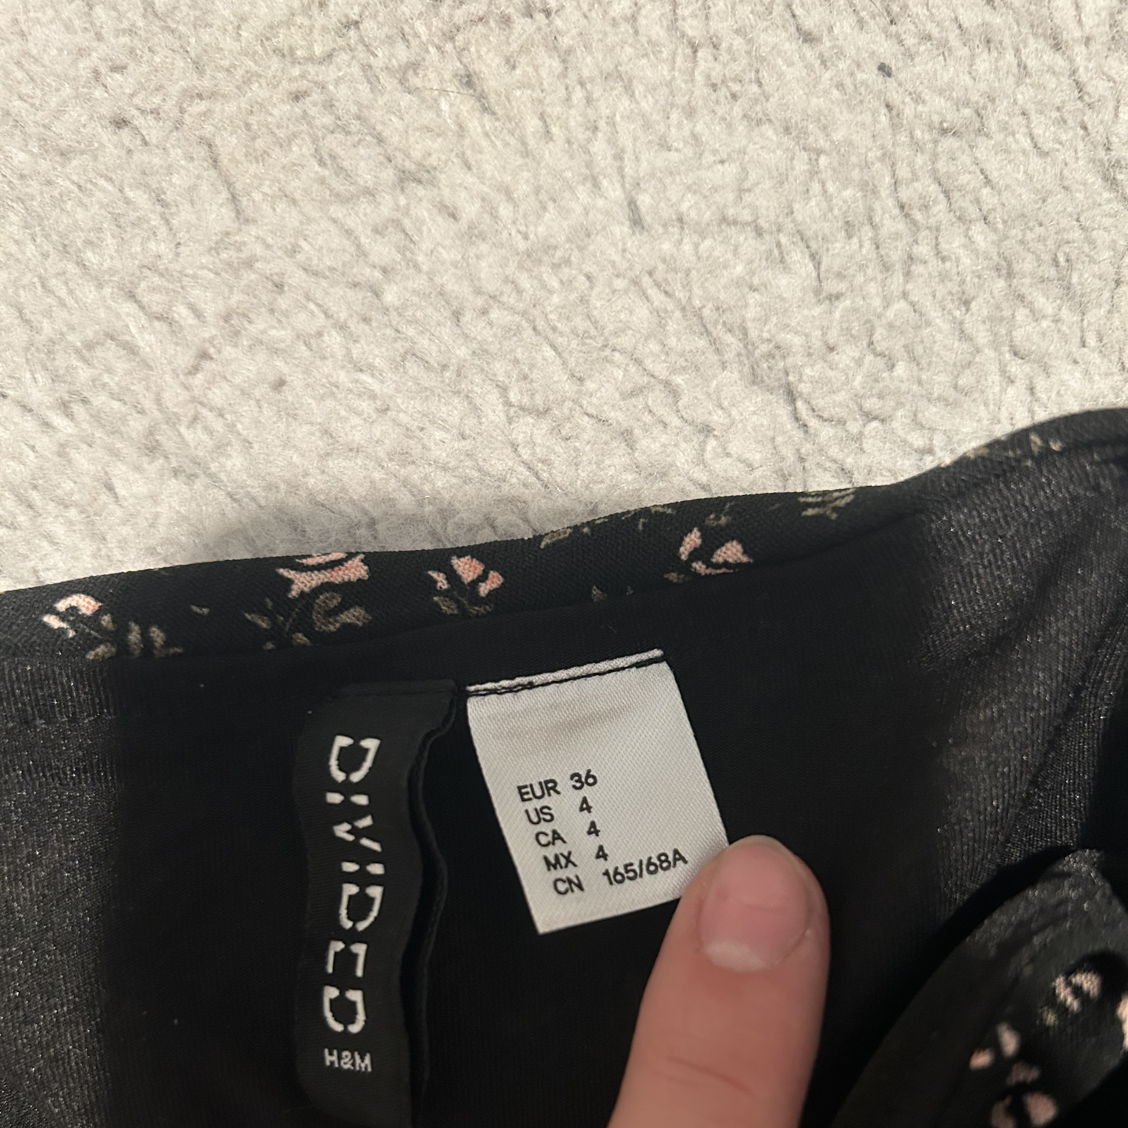 DIVIDED
H&M
EUR 36
US 4
CA 4
MX 4
CN 165/68A